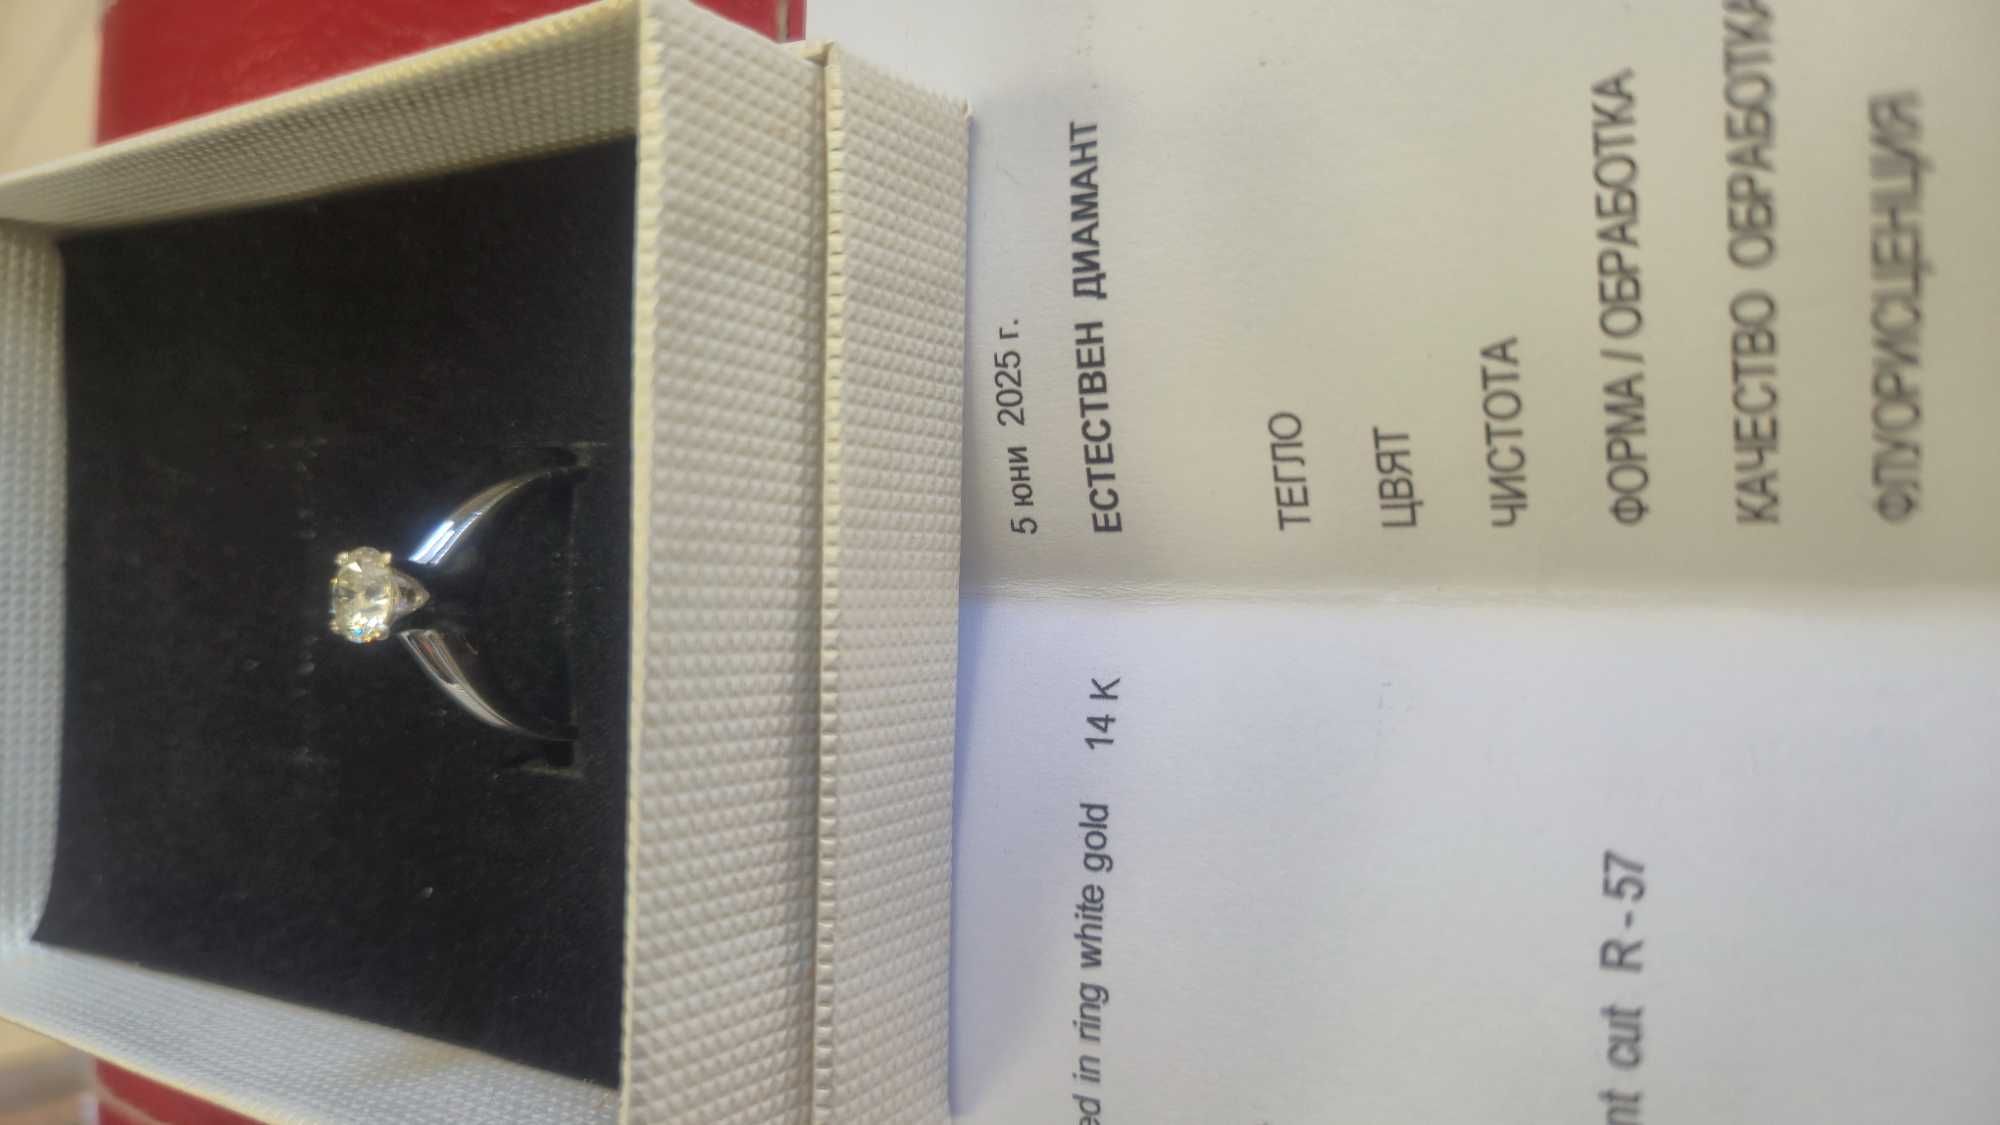 5 юни 2025 г.
ed in ring white gold 14 K ЕСТЕСТВЕН ДИАМАНТ
ТЕГЛО
ЦВЯТ
ЧИСТОТА
nt cut R - 57 ФОРМА / ОБРАБОТКА
КАЧЕСТВО ОБРАБОТКА
ФЛУОРИСЦЕНЦИЯ